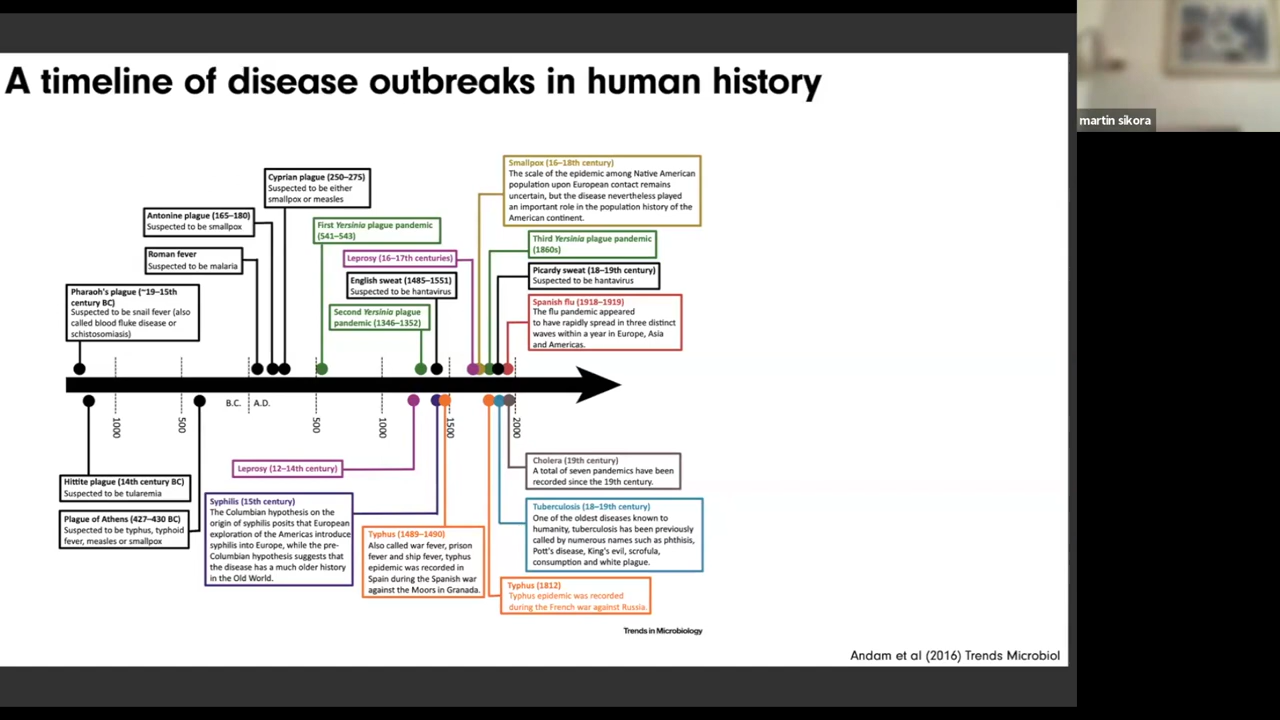 A timeline of disease outbreaks in human history
martin sikora
Smallpox (16–18th century)
The scale of the epidemic among Native American
population upon European contact remains
uncertain, but the disease nevertheless played
an important role in the population history of the
American continent.
Cyprian plague (250–275)
Suspected to be either
smallpox or measles
Antonine plague (165–180)
Suspected to be smallpox
First Yersinia plague pandemic
(541–543)
Third Yersinia plague pandemic
(1860s)
Roman fever
Suspected to be malaria
Leprosy (16–17th centuries)
Picardy sweat (18–19th century)
Suspected to be hantavirus
English sweat (1485–1551)
Suspected to be hantavirus
Pharaoh's plague (~19–15th
century BC)
Suspected to be snail fever (also
called blood fluke disease or
schistosomiasis)
Second Yersinia plague
pandemic (1346–1352)
Spanish flu (1918–1919)
The flu pandemic appeared
to have rapidly spread in three distinct
waves within a year in Europe, Asia
and Americas.
B.C.
A.D.
1000
500
500
1000
1500
2000
Leprosy (12–14th century)
Cholera (19th century)
A total of seven pandemics have been
recorded since the 19th century.
Hittite plague (14th century BC)
Suspected to be tularemia
Syphilis (15th century)
The Columbian hypothesis on the
origin of syphilis posits that European
exploration of the Americas introduce
syphilis into Europe, while the pre-
Columbian hypothesis suggests that
the disease has a much older history
in the Old World.
Plague of Athens (427–430 BC)
Suspected to be typhus, typhoid
fever, measles or smallpox
Typhus (1489–1490)
Also called war fever, prison
fever and ship fever, typhus
epidemic was recorded in
Spain during the Spanish war
against the Moors in Granada.
Tuberculosis (18–19th century)
One of the oldest diseases known to
humanity, tuberculosis has been previously
called by numerous names such as phthisis,
Pott's disease, King's evil, scrofula,
consumption and white plague.
Typhus (1812)
Typhus epidemic was recorded
during the French war against Russia.
Trends in Microbiology
Andam et al (2016) Trends Microbiol